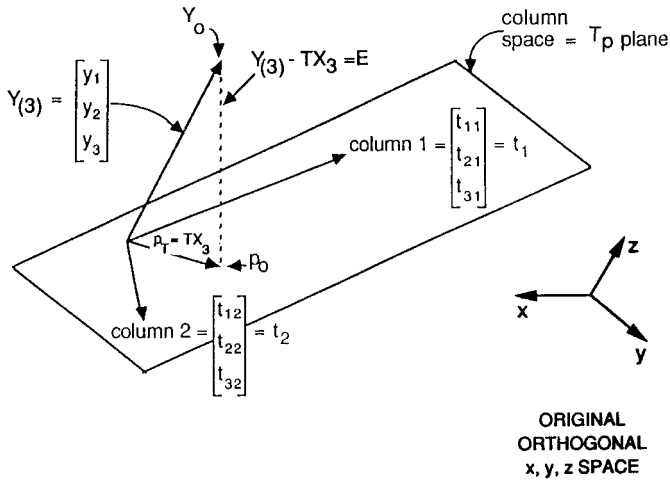 Y₀
Y₍₃₎ - TX₃ = E
column
space = Tₚ plane
Y₍₃₎ = [y₁
y₂
y₃]
column 1 = [t₁₁
t₂₁
t₃₁] = t₁
p_T = TX₃
p₀
column 2 = [t₁₂
t₂₂
t₃₂] = t₂
z
x
y
ORIGINAL
ORTHOGONAL
x, y, z SPACE